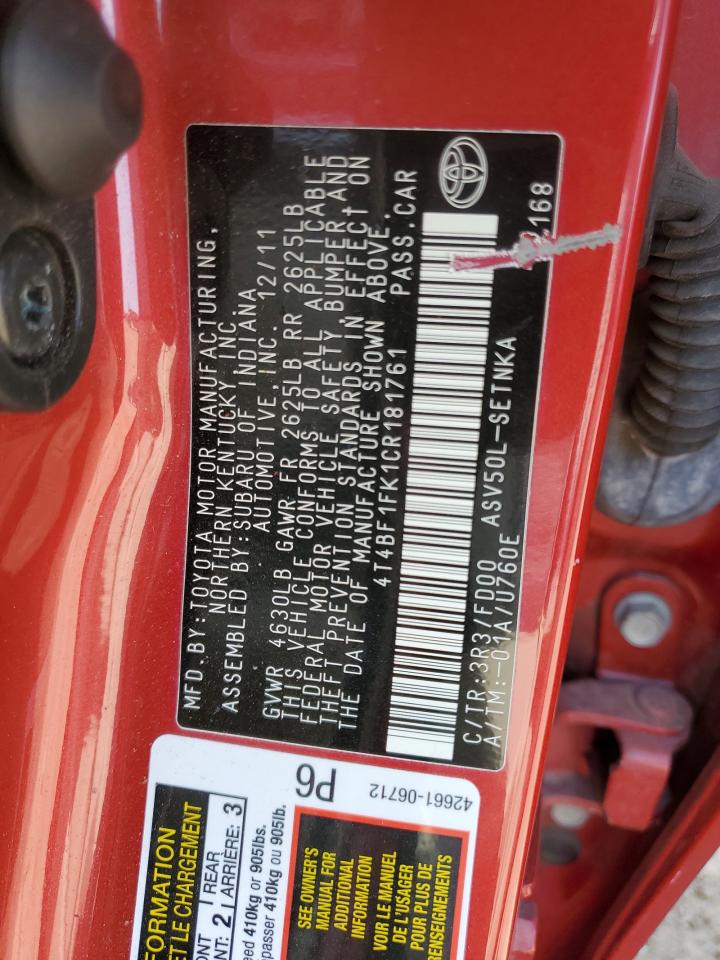 MFD.BY:TOYOTA MOTOR MANUFACTURING,
NORTHERN KENTUCKY INC.
ASSEMBLED BY:SUBARU OF INDIANA
AUTOMOTIVE,INC. 12/11
GVWR 4630LB GAWR FR 2625LB RR 2625LB
THIS VEHICLE CONFORMS TO ALL APPLICABLE
FEDERAL MOTOR VEHICLE SAFETY BUMPER AND
THEFT PREVENTION STANDARDS IN EFFECT ON
THE DATE OF MANUFACTURE SHOWN ABOVE.
4T4BF1FK1CR181761 PASS.CAR
C/TR:3R3/FD00 ASV50L-SETNKA
A/TM:-01A/U760E 168
P6
42661-06712
FORMATION
ET LE CHARGEMENT
ONT 2 REAR 3
NT: ARRIÈRE:
eed 410kg or 905lbs.
passer 410kg ou 905lb.
SEE OWNER'S
MANUAL FOR
ADDITIONAL
INFORMATION
VOIR LE MANUEL
DE L'USAGER
POUR PLUS DE
RENSEIGNEMENTS